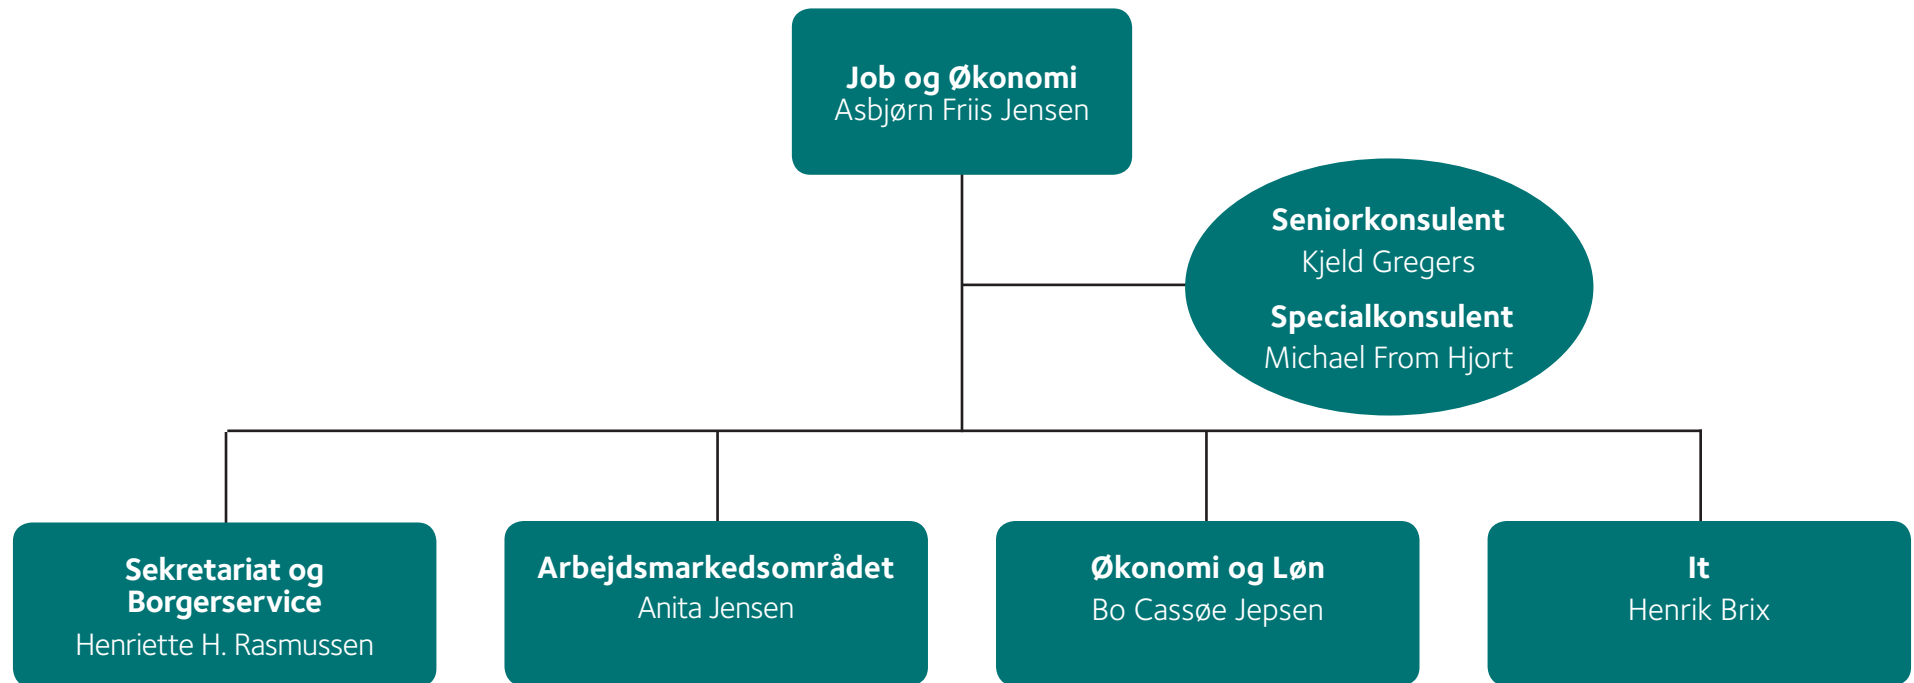 Job og Økonomi
Asbjørn Friis Jensen
Seniorkonsulent
Kjeld Gregers
Specialkonsulent
Michael From Hjort
Sekretariat og
Borgerservice
Henriette H. Rasmussen
Arbejdsmarkedsområdet
Anita Jensen
Økonomi og Løn
Bo Cassøe Jepsen
It
Henrik Brix